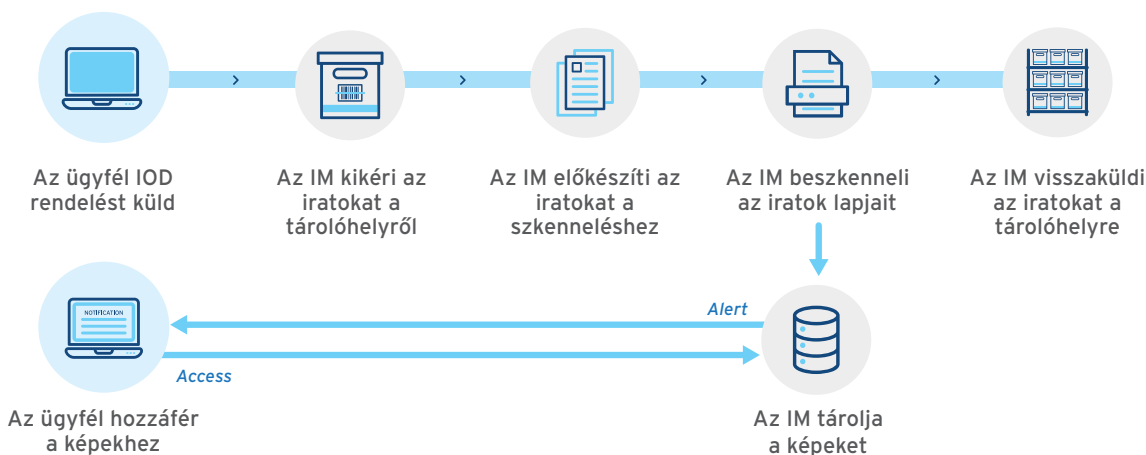 Az ügyfél IOD
rendelést küld
Az IM kikéri az
iratokat a
tárolóhelyről
Az IM előkészíti az
iratokat a
szkenneléshez
Az IM beszkenneli
az iratok lapjait
Az IM visszaküldi
az iratokat a
tárolóhelyre
NOTIFICATION
Alert
Access
Az ügyfél hozzáfér
a képekhez
Az IM tárolja
a képeket